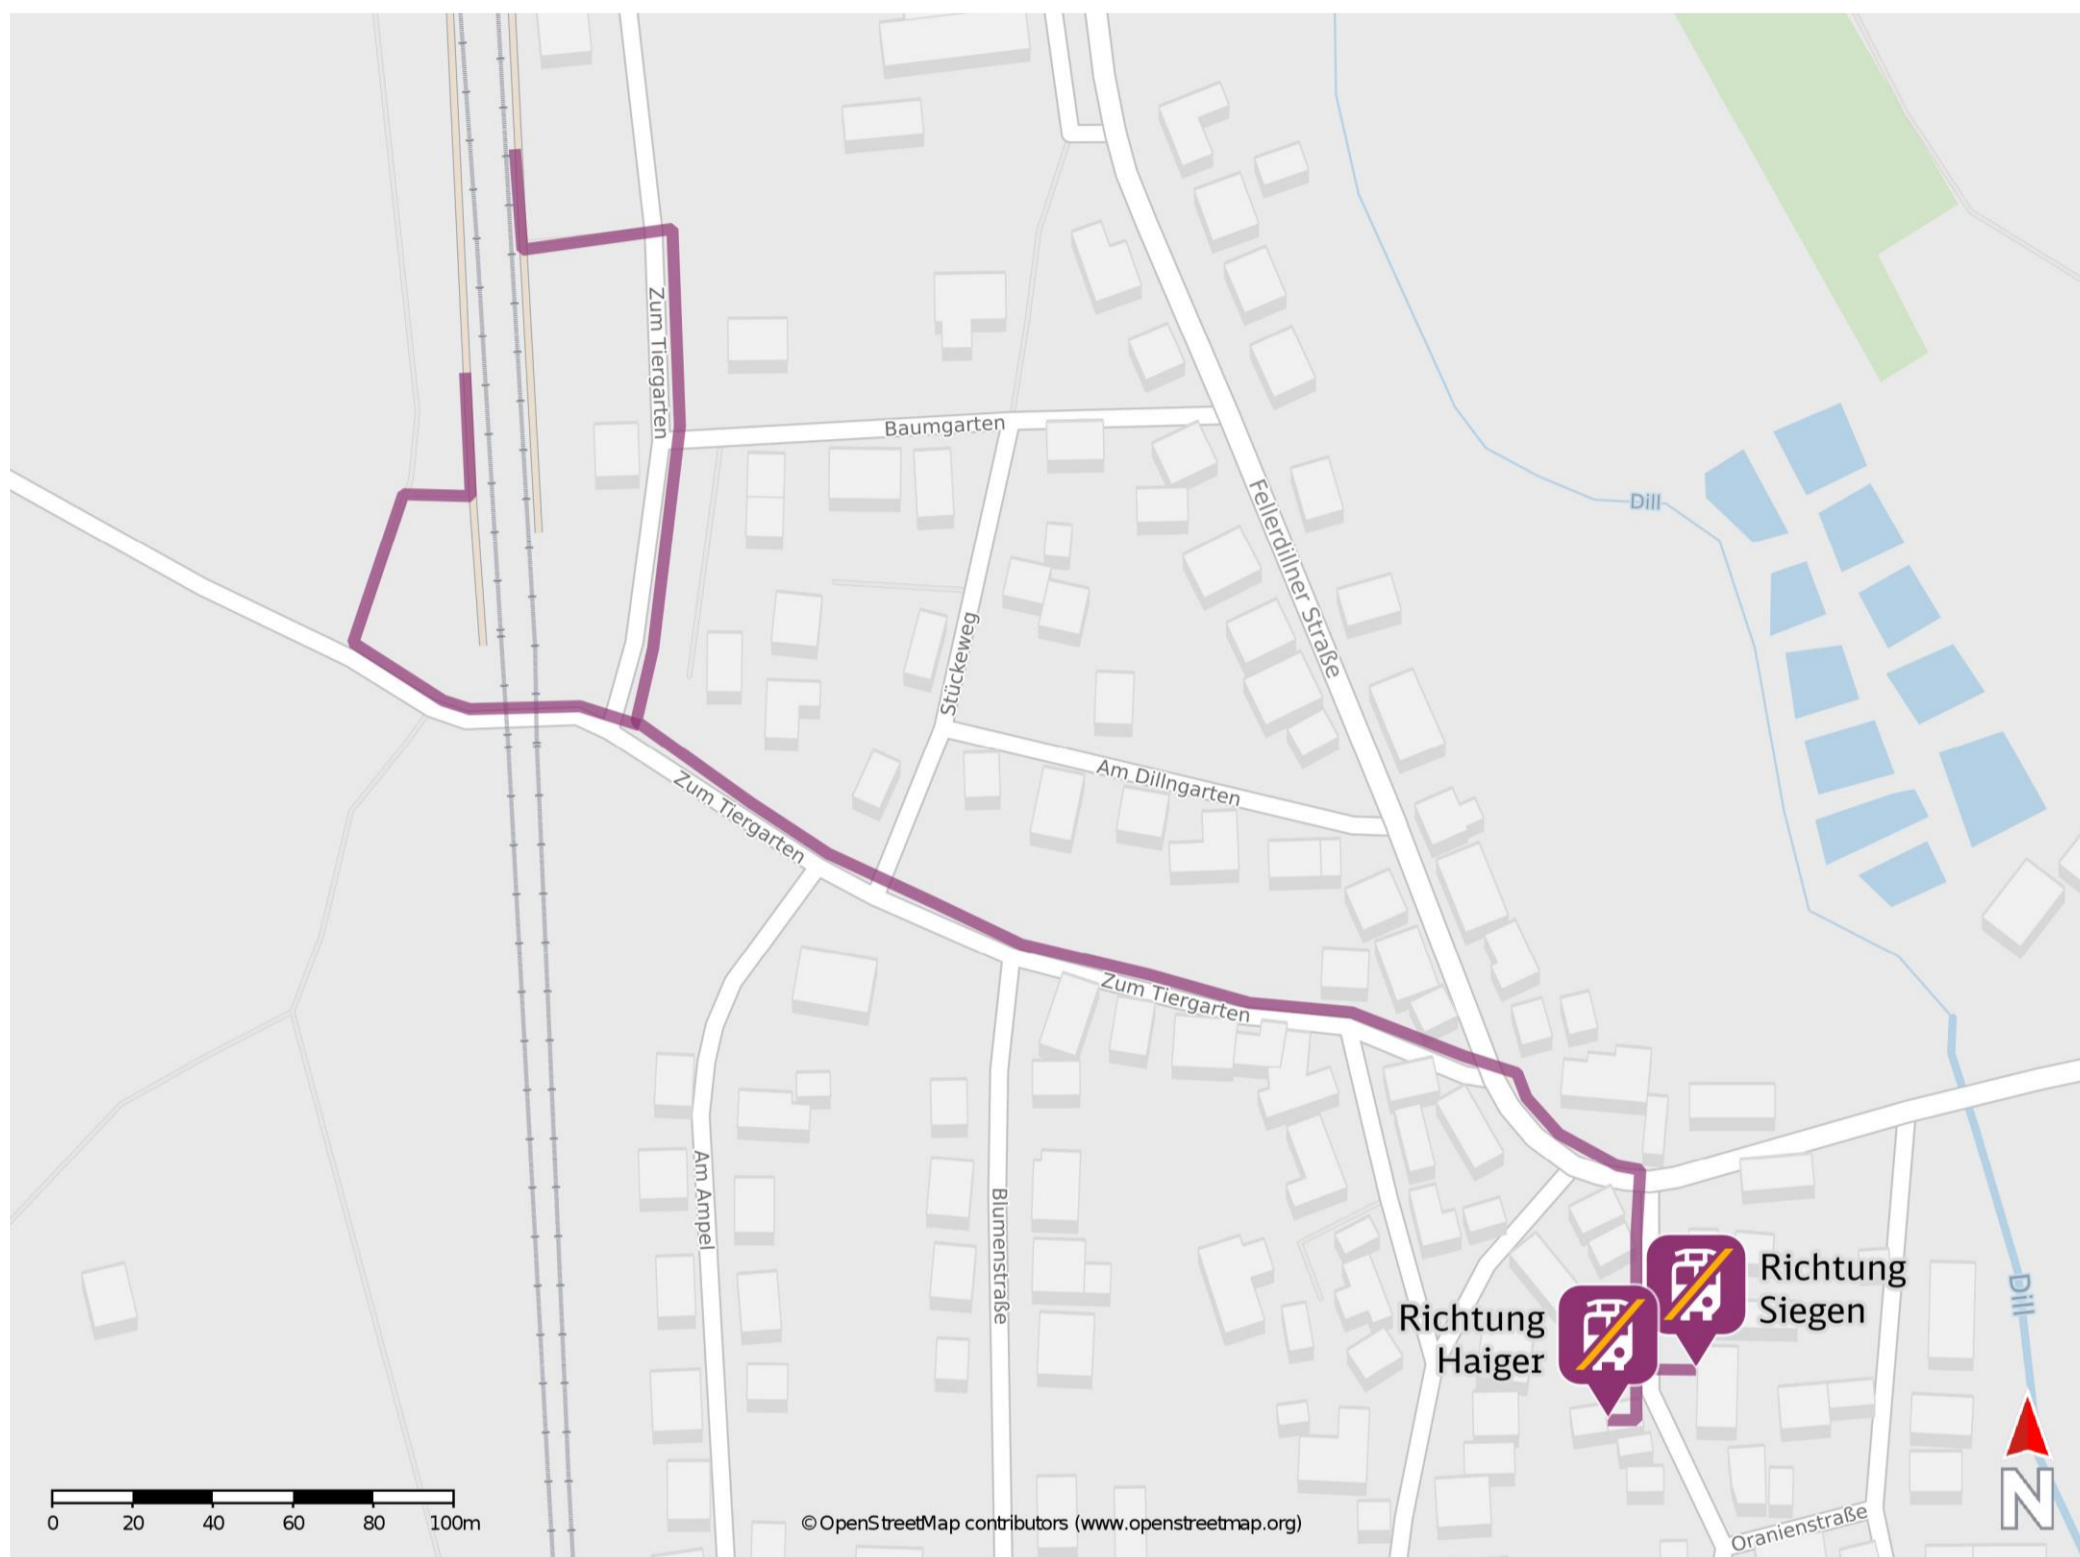 Zum Tiergarten
Baumgarten
Fellerdillner Straße
Dill
Stückeweg
Am Dillngarten
Zum Tiergarten
Zum Tiergarten
Am Ampel
Blumenstraße
Richtung
Siegen
Richtung
Haiger
Dill
Oranienstraße
N
0 20 40 60 80 100m
© OpenStreetMap contributors (www.openstreetmap.org)